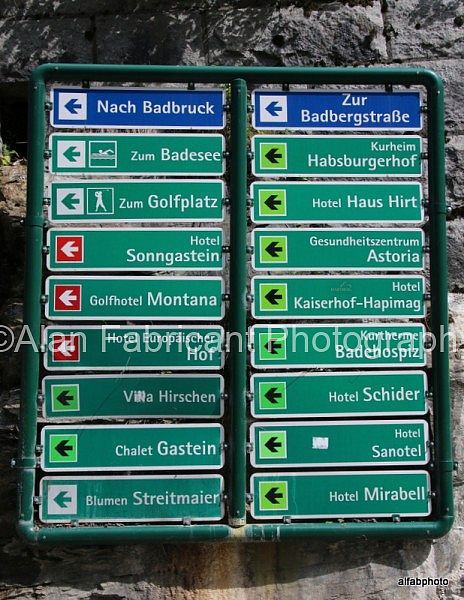 Nach Badbruck
Zum Badesee
Zum Golfplatz
Hotel
Sonngastein
Golfhotel Montana
Hotel Europäischer
Hof
Villa Hirschen
Chalet Gastein
Blumen Streitmaier
Zur
Badbergstraße
Kurheim
Habsburgerhof
Hotel Haus Hirt
Gesundheitszentrum
Astoria
Hotel
Kaiserhof-Hapimag
Kurtherme
Badehospiz
Hotel Schider
Hotel
Sanotel
Hotel Mirabell
©Alan Fabricant Photography
alfabphoto